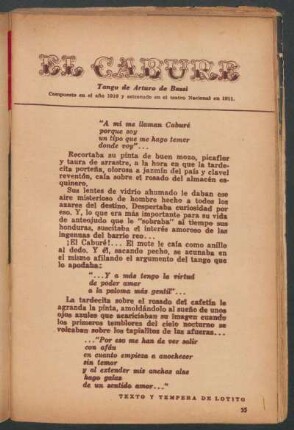 EL CABURE
Tango de Arturo de Bassi
Compuesto en el año 1910 y estrenado en el teatro Nacional en 1911.
"A mí me llaman Caburé
porque soy
un tipo que me hago temer
donde voy"...
Recortaba su pinta de buen mozo, picaflor
y taura de arrastre, a la hora en que la tarde-
cita porteña, olorosa a jazmín del país y clavel
reventón, caía sobre el rosado del almacén es-
quinero.
Sus lentes de vidrio ahumado le daban ese
aire misterioso de hombre hecho a todos los
azares del destino. Despertaba curiosidad por
eso. Y, lo que era más importante para su vida
de anteojuda que le "sobraba" al tiempo sus
honduras, suscitaba el interés amoroso de las
ingenuas del barrio reo...
¡El Caburé!... El mote le caía como anillo
al dedo. Y él, sacando pecho, se acunaba en
el mismo afilando el argumento del tango que
lo apodaba:
"...Y a más tengo la virtud
de poder amar
a la paloma más gentil"...
La tardecita sobre el rosado del cafetín le
agranda la pinta, amoldándolo al sueño de unos
ojos azules que acariciaban su imagen cuando
los primeros temblores del cielo nocturno se
volcaban sobre los tapialitos de las afueras...
..."Por eso me han de ver salir
con afán
en cuanto empieza a anochecer
sin temor
y al extender mis anchas alas
hago galas
de un sentido amor..."
TEXTO Y TEMPERA DE LOTITO